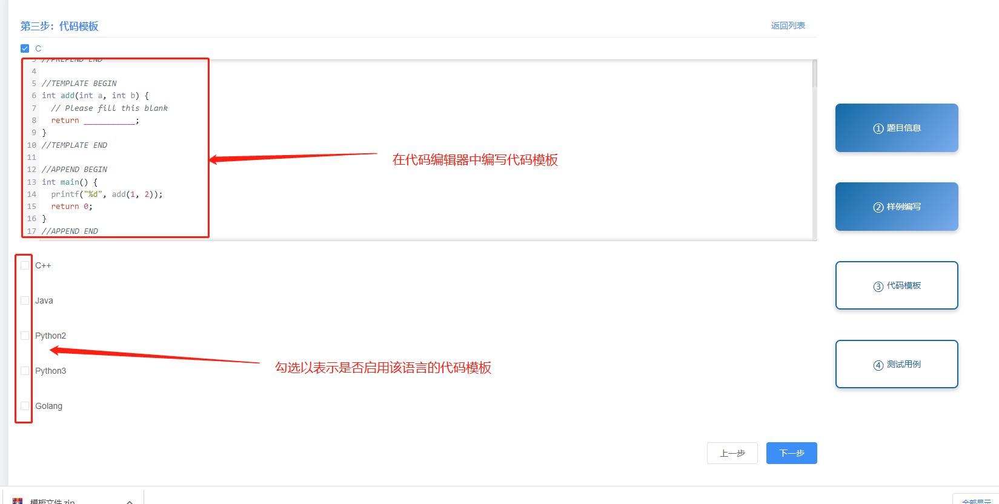 第三步：代码模板
返回列表
C
3 //PREPEND END
4
5 //TEMPLATE BEGIN
6 int add(int a, int b) {
7   // Please fill this blank
8   return ___________;
9 }
10 //TEMPLATE END
11
12 //APPEND BEGIN
13 int main() {
14   printf("%d", add(1, 2));
15   return 0;
16 }
17 //APPEND END
在代码编辑器中编写代码模板
① 题目信息
② 样例编写
③ 代码模板
④ 测试用例
C++
Java
Python2
Python3
Golang
勾选以表示是否启用该语言的代码模板
上一步
下一步
模板文件.zip
全部显示